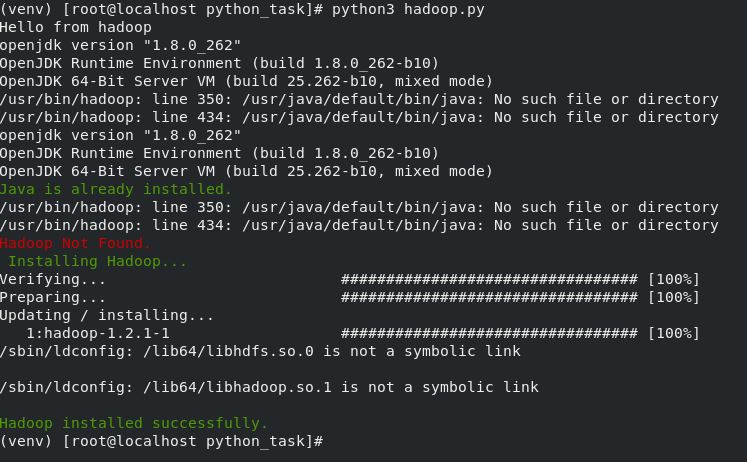 (venv) [root@localhost python_task]# python3 hadoop.py
Hello from hadoop
openjdk version "1.8.0_262"
OpenJDK Runtime Environment (build 1.8.0_262-b10)
OpenJDK 64-Bit Server VM (build 25.262-b10, mixed mode)
/usr/bin/hadoop: line 350: /usr/java/default/bin/java: No such file or directory
/usr/bin/hadoop: line 434: /usr/java/default/bin/java: No such file or directory
openjdk version "1.8.0_262"
OpenJDK Runtime Environment (build 1.8.0_262-b10)
OpenJDK 64-Bit Server VM (build 25.262-b10, mixed mode)
Java is already installed.
/usr/bin/hadoop: line 350: /usr/java/default/bin/java: No such file or directory
/usr/bin/hadoop: line 434: /usr/java/default/bin/java: No such file or directory
Hadoop Not Found.
 Installing Hadoop...
Verifying...                          ################################# [100%]
Preparing...                          ################################# [100%]
Updating / installing...
   1:hadoop-1.2.1-1                   ################################# [100%]
/sbin/ldconfig: /lib64/libhdfs.so.0 is not a symbolic link
/sbin/ldconfig: /lib64/libhadoop.so.1 is not a symbolic link
Hadoop installed successfully.
(venv) [root@localhost python_task]#